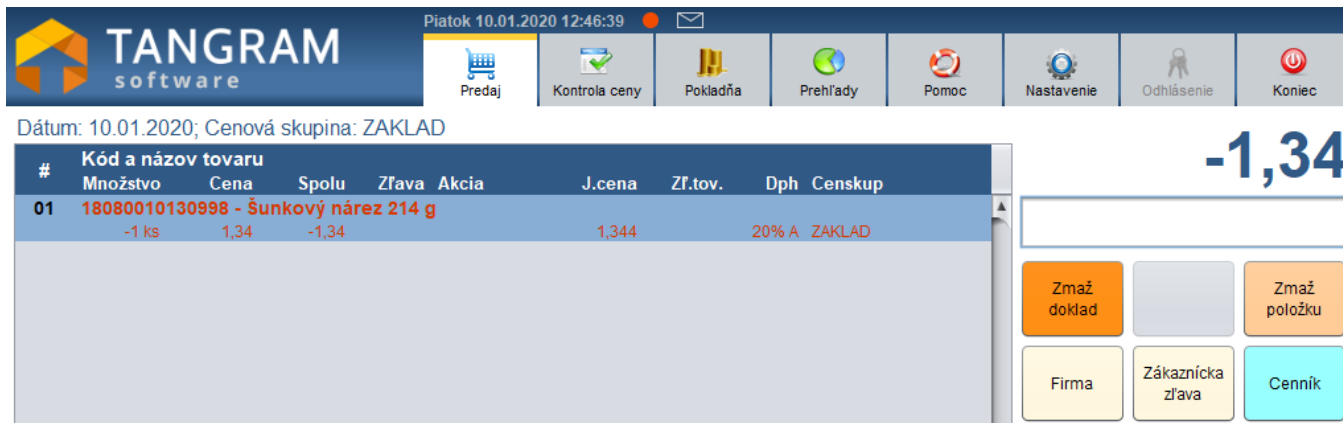 Piatok 10.01.2020 12:46:39
TANGRAM
software
Predaj
Kontrola ceny
Pokladňa
Prehľady
Pomoc
Nastavenie
Odhlásenie
Koniec
Dátum: 10.01.2020; Cenová skupina: ZAKLAD
-1,34
# Kód a názov tovaru
Množstvo Cena Spolu Zľava Akcia J.cena Zľ.tov. Dph Censkup
01 18080010130998 - Šunkový nárez 214 g
-1 ks 1,34 -1,34 1,344 20% A ZAKLAD
Zmaž
doklad
Zmaž
položku
Firma
Zákaznícka
zľava
Cenník